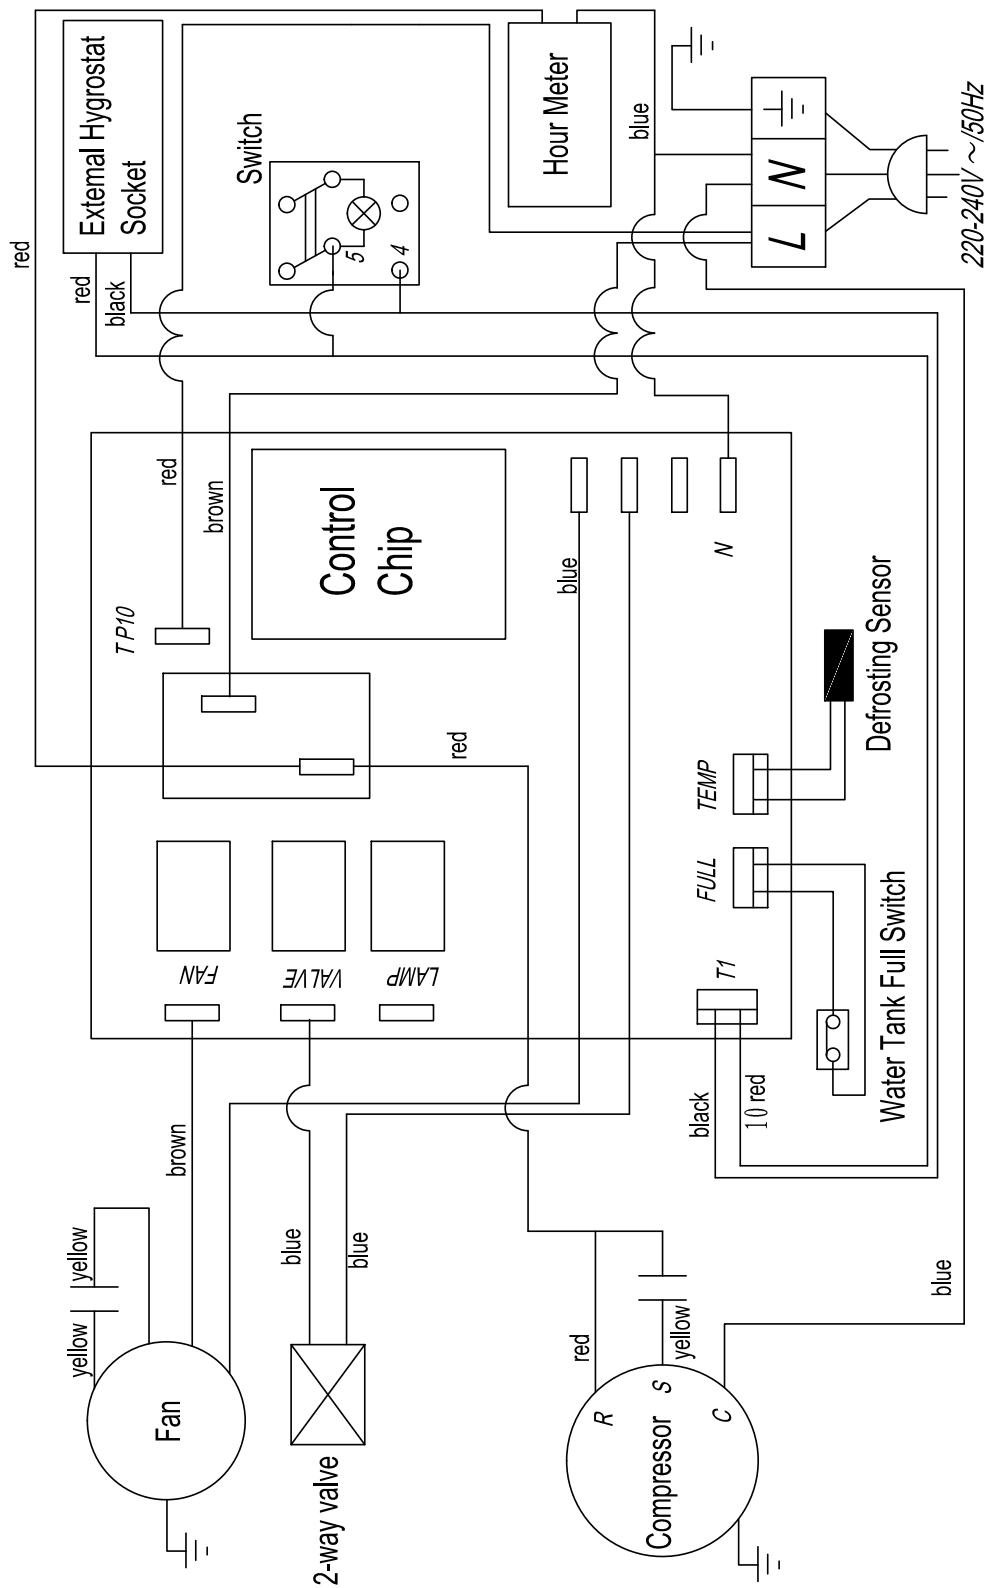 External Hygrostat
Socket
red
red
black
Switch
5
4
Hour Meter
blue
N
L
220-240V ~/50Hz
red
brown
T P10
Control
Chip
blue
N
red
FAN
VALVE
LAMP
TEMP
FULL
T1
Defrosting Sensor
Water Tank Full Switch
black
10 red
brown
yellow
yellow
Fan
blue
blue
2-way valve
red
yellow
R
S
C
Compressor
blue